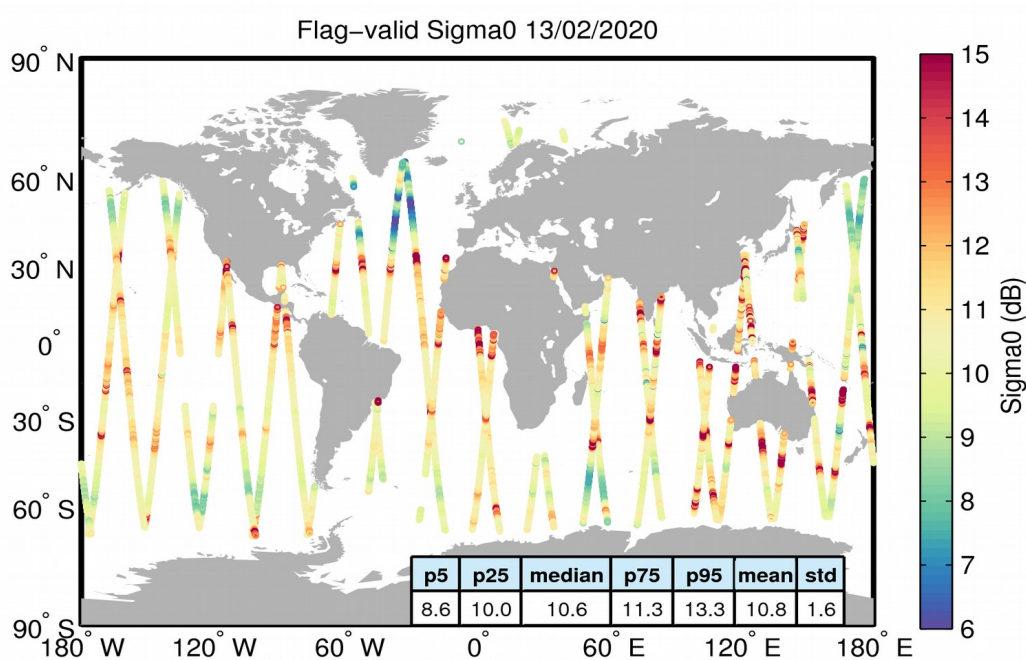 Flag−valid Sigma0 13/02/2020
90° N
60° N
30° N
0°
30° S
60° S
90° S
180° W
120° W
60° W
0°
60° E
120° E
180° E
15
14
13
12
11
10
9
8
7
6
Sigma0 (dB)
p5 p25 median p75 p95 mean std
8.6 10.0 10.6 11.3 13.3 10.8 1.6